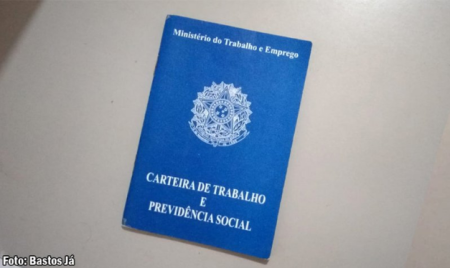 Ministério do Trabalho e Emprego
CARTEIRA DE TRABALHO
E
PREVIDÊNCIA SOCIAL
Foto: Bastos Já